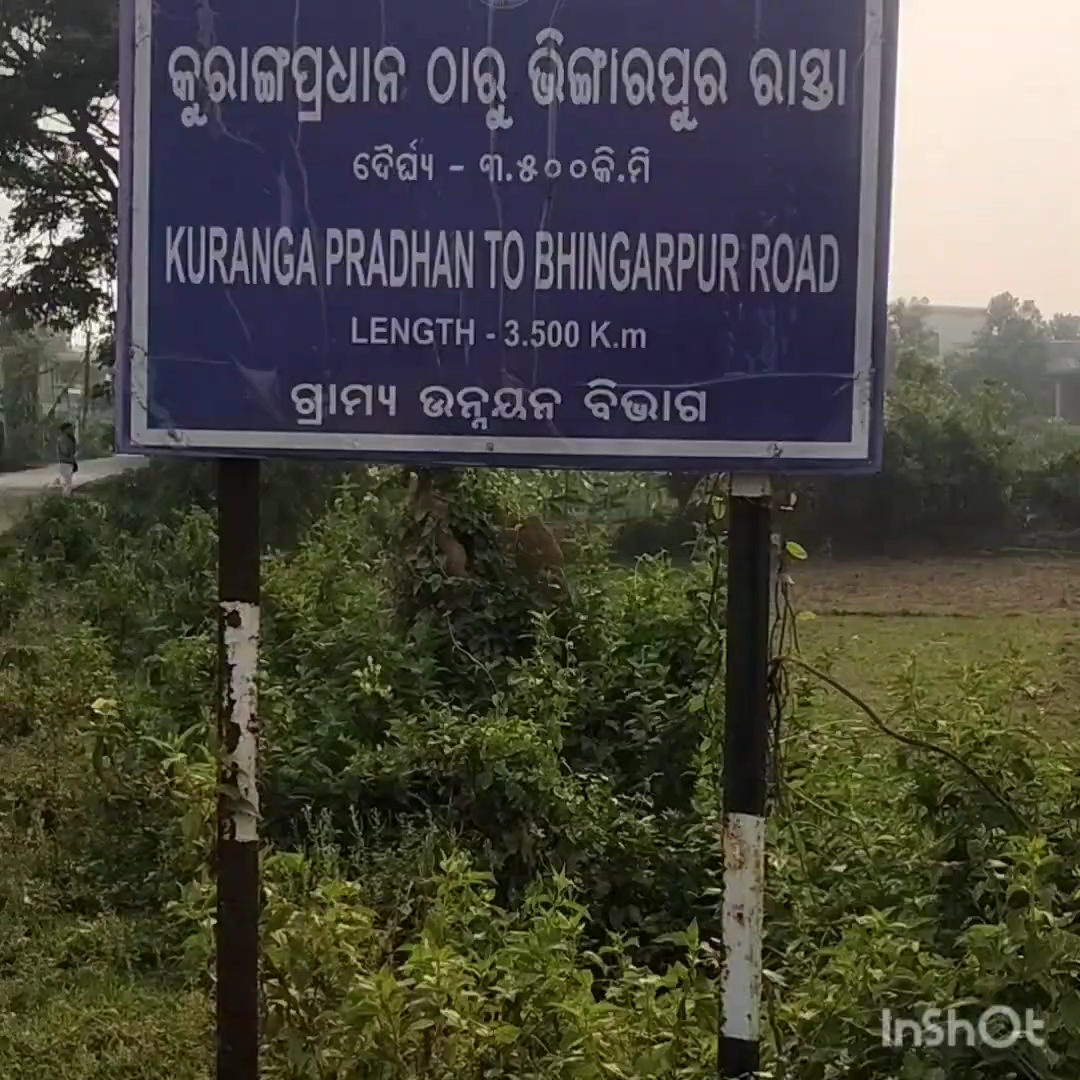 କୁରାଙ୍ଗପ୍ରଧାନ ଠାରୁ ଭିଙ୍ଗାରପୁର ରାସ୍ତା
ଦୈର୍ଘ୍ୟ - ୩.୫୦୦କି.ମି
KURANGA PRADHAN TO BHINGARPUR ROAD
LENGTH - 3.500 K.m
ଗ୍ରାମ୍ୟ ଉନ୍ନୟନ ବିଭାଗ
InShOt